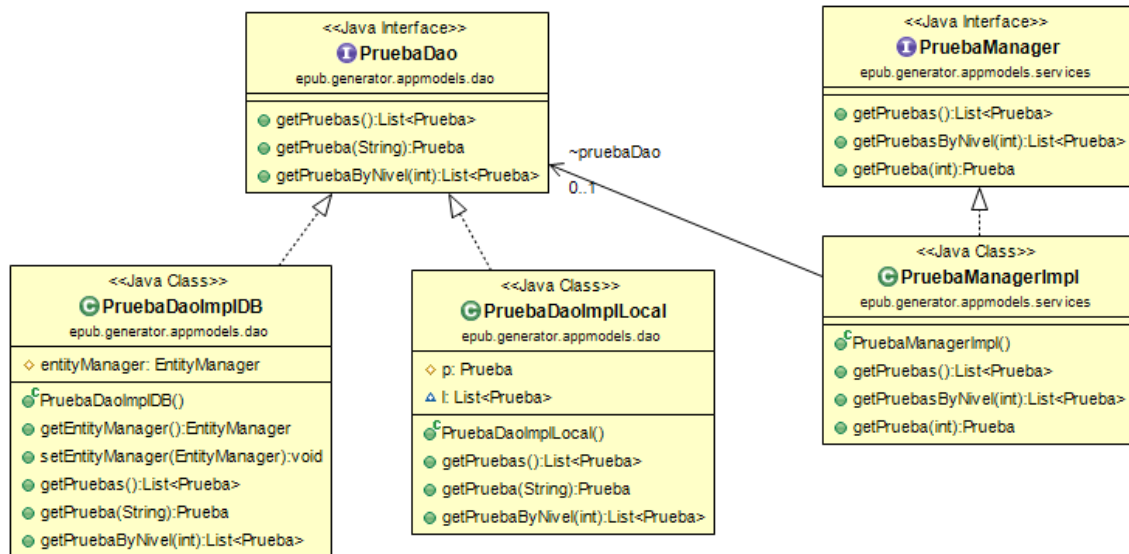 <<Java Interface>>
PruebaDao
epub.generator.appmodels.dao
getPruebas():List<Prueba>
getPrueba(String):Prueba
getPruebaByNivel(int):List<Prueba>
<<Java Interface>>
PruebaManager
epub.generator.appmodels.services
getPruebas():List<Prueba>
getPruebasByNivel(int):List<Prueba>
getPrueba(int):Prueba
~pruebaDao
0..1
<<Java Class>>
PruebaDaoImplDB
epub.generator.appmodels.dao
entityManager: EntityManager
PruebaDaoImplDB()
getEntityManager():EntityManager
setEntityManager(EntityManager):void
getPruebas():List<Prueba>
getPrueba(String):Prueba
getPruebaByNivel(int):List<Prueba>
<<Java Class>>
PruebaDaoImplLocal
epub.generator.appmodels.dao
p: Prueba
l: List<Prueba>
PruebaDaoImplLocal()
getPruebas():List<Prueba>
getPrueba(String):Prueba
getPruebaByNivel(int):List<Prueba>
<<Java Class>>
PruebaManagerImpl
epub.generator.appmodels.services
PruebaManagerImpl()
getPruebas():List<Prueba>
getPruebasByNivel(int):List<Prueba>
getPrueba(int):Prueba